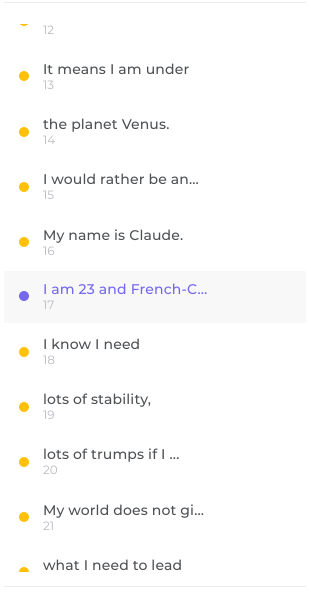 12
It means I am under
13
the planet Venus.
14
I would rather be an...
15
My name is Claude.
16
I am 23 and French-C...
17
I know I need
18
lots of stability,
19
lots of trumps if I ...
20
My world does not gi...
21
what I need to lead